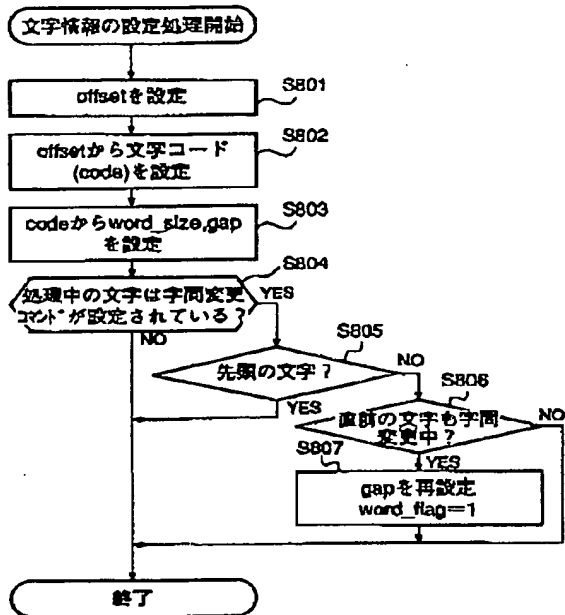 文字情報の設定処理開始
S801
offsetを設定
S802
offsetから文字コード
(code)を設定
S803
codeからword_size,gap
を設定
S804
処理中の文字は字間変更
コマンドが設定されている?
YES
NO
S805
先頭の文字?
NO
YES
S806
直前の文字も字間
変更中?
NO
YES
S807
gapを再設定
word_flag=1
終了